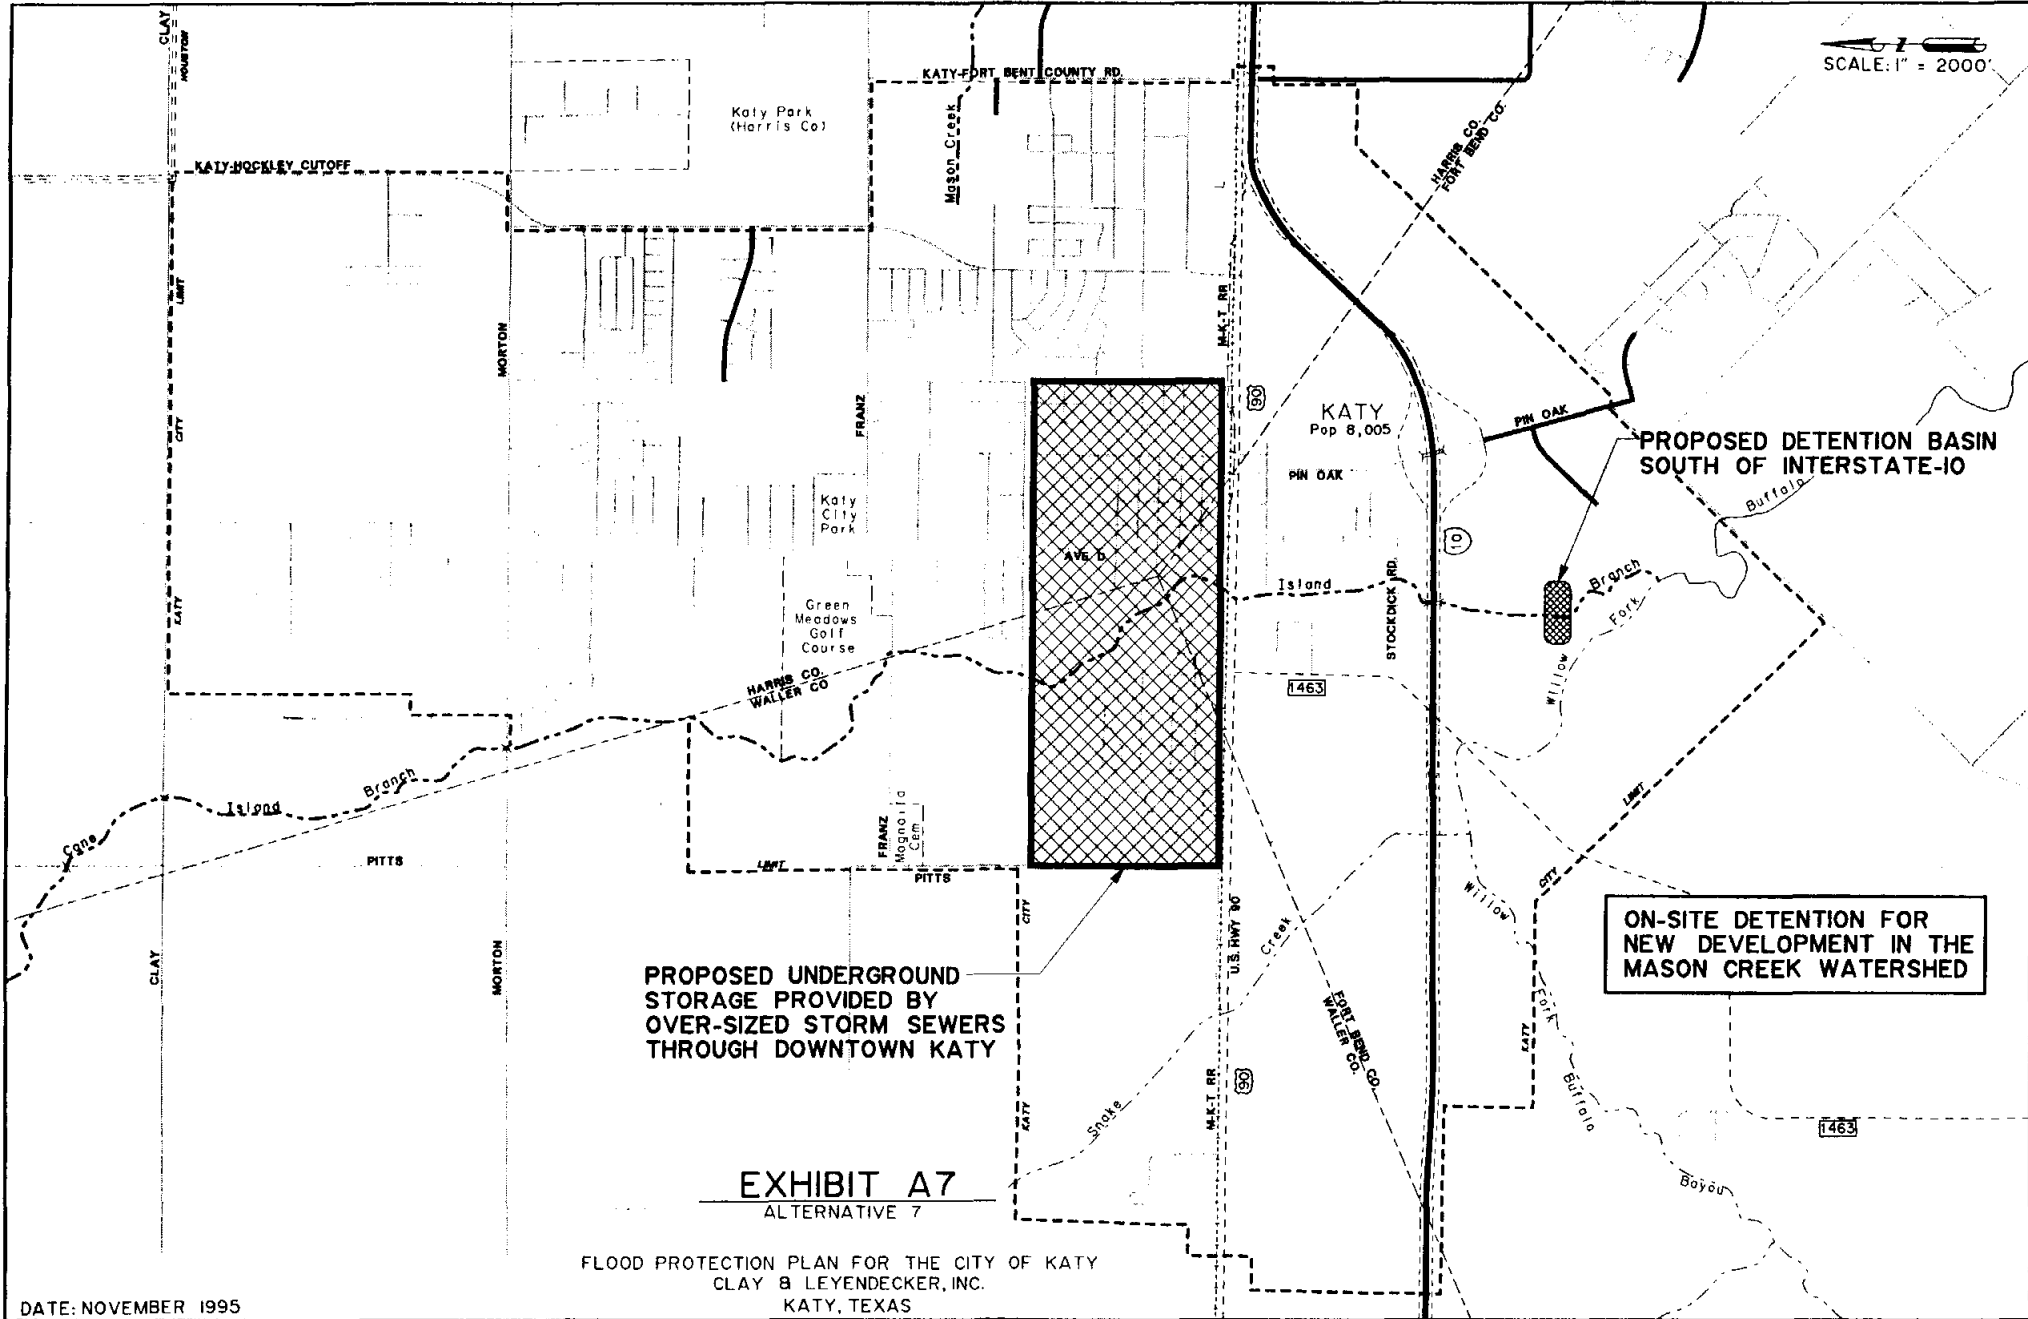 CLAY
HOUSTON
KATY-FORT BENT COUNTY RD.
SCALE: 1" = 2000'
Katy Park
(Harris Co)
Mason Creek
HARRIS CO.
FORT BEND CO.
KATY-HOCKLEY CUTOFF
LIMIT
CITY
KATY
MORTON
FRANZ
M-K-T RR
90
KATY
Pop 8,005
PIN OAK
PIN OAK
PROPOSED DETENTION BASIN
SOUTH OF INTERSTATE-10
Buffalo
Katy
City
Park
AVE D
10
Island
Branch
Fork
Willow
STOCKDICK RD.
Green
Meadows
Golf
Course
HARRIS CO.
WALLER CO
1463
Cane
Island
Branch
PITTS
FRANZ
Magnolia
Cem
LIMIT
PITTS
CITY
KATY
LIMIT
CITY
KATY
Willow
Fork
Buffalo
Bayou
ON-SITE DETENTION FOR
NEW DEVELOPMENT IN THE
MASON CREEK WATERSHED
CLAY
MORTON
PROPOSED UNDERGROUND
STORAGE PROVIDED BY
OVER-SIZED STORM SEWERS
THROUGH DOWNTOWN KATY
U.S. HWY 90
Snake
Creek
FORT BEND CO.
WALLER CO.
M-K-T RR
90
1463
EXHIBIT A7
ALTERNATIVE 7
FLOOD PROTECTION PLAN FOR THE CITY OF KATY
CLAY & LEYENDECKER, INC.
KATY, TEXAS
DATE: NOVEMBER 1995